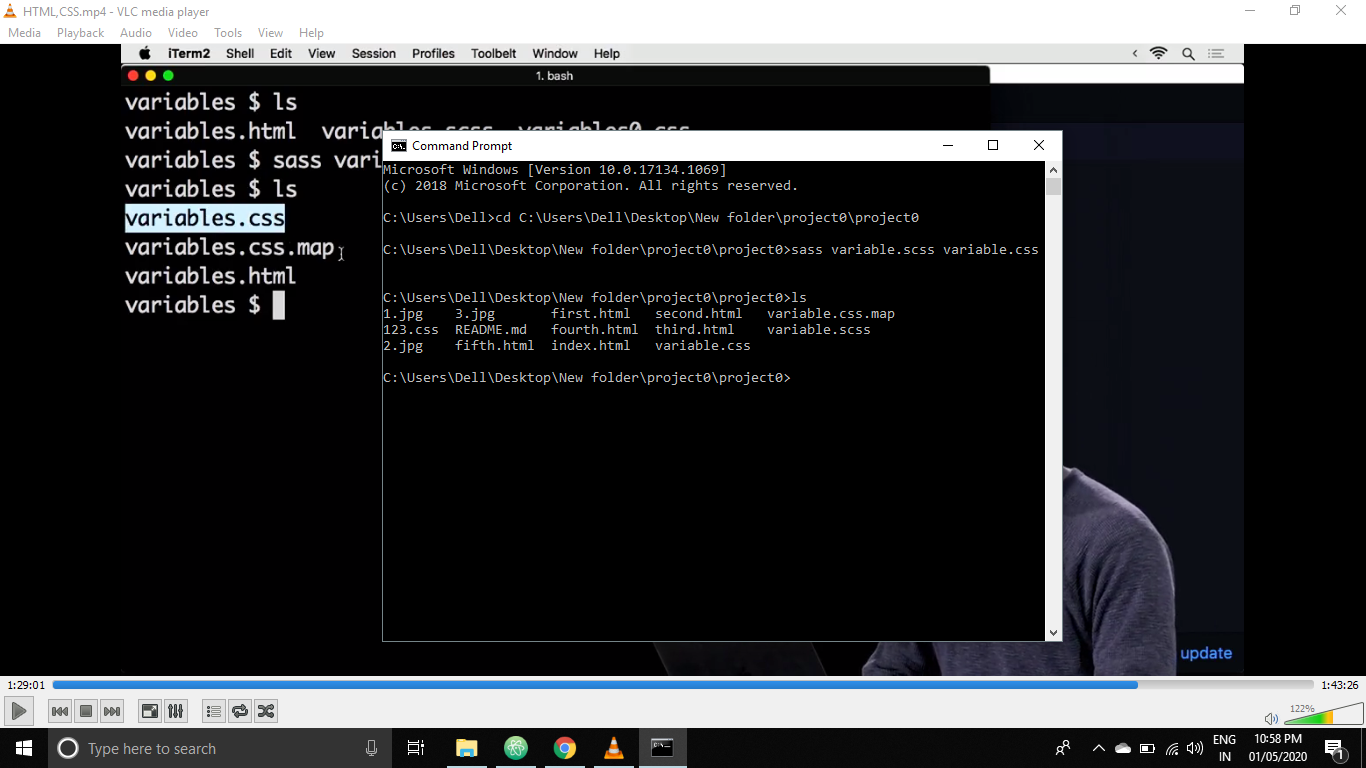 HTML,CSS.mp4 - VLC media player
Media Playback Audio Video Tools View Help
iTerm2 Shell Edit View Session Profiles Toolbelt Window Help
1. bash
variables $ ls
variables.html variables.scss variables0.css
variables $ sass vari
variables $ ls
variables.css
variables.css.map
variables.html
variables $
Command Prompt
Microsoft Windows [Version 10.0.17134.1069]
(c) 2018 Microsoft Corporation. All rights reserved.
C:\Users\Dell>cd C:\Users\Dell\Desktop\New folder\project0\project0
C:\Users\Dell\Desktop\New folder\project0\project0>sass variable.scss variable.css
C:\Users\Dell\Desktop\New folder\project0\project0>ls
1.jpg 3.jpg first.html second.html variable.css.map
123.css README.md fourth.html third.html variable.scss
2.jpg fifth.html index.html variable.css
C:\Users\Dell\Desktop\New folder\project0\project0>
update
1:29:01 1:43:26
122%
Type here to search
ENG
IN
10:58 PM
01/05/2020
1